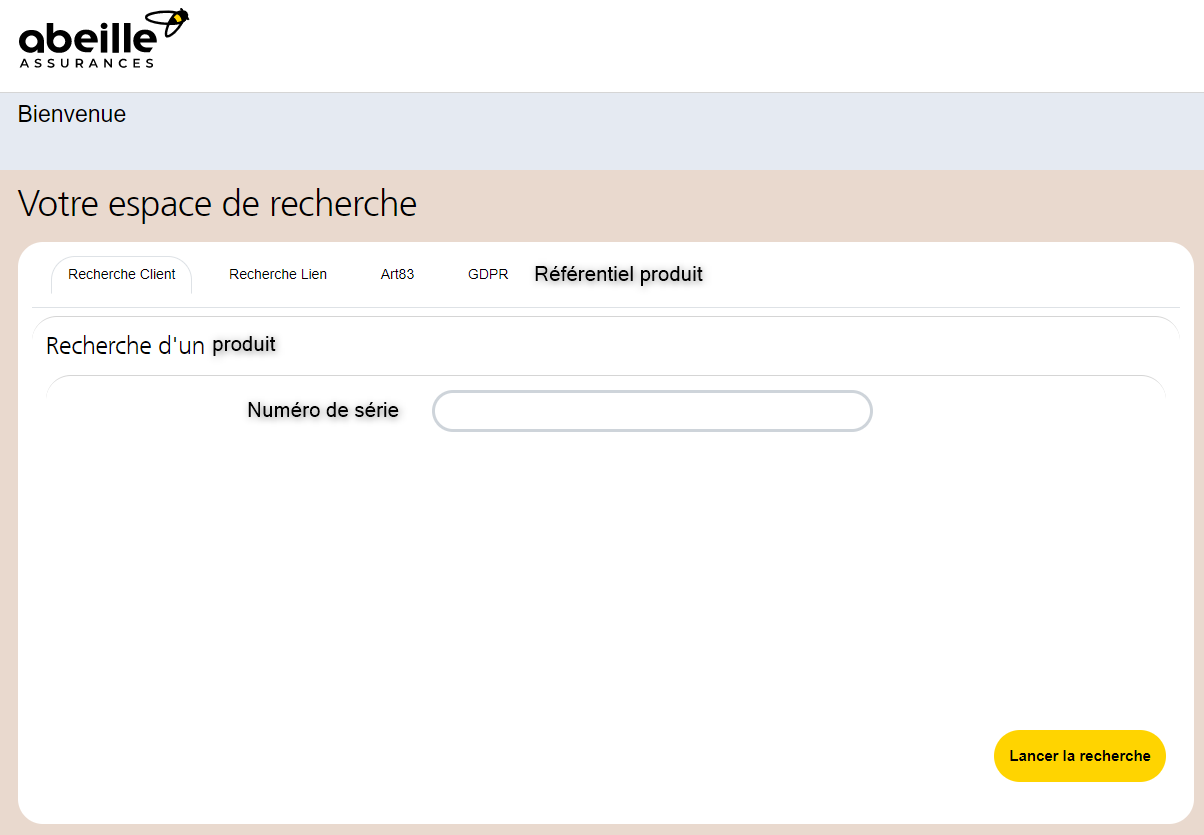 abeille
ASSURANCES
Bienvenue
Votre espace de recherche
Recherche Client Recherche Lien Art83 GDPR Référentiel produit
Recherche d'un produit
Numéro de série
Lancer la recherche